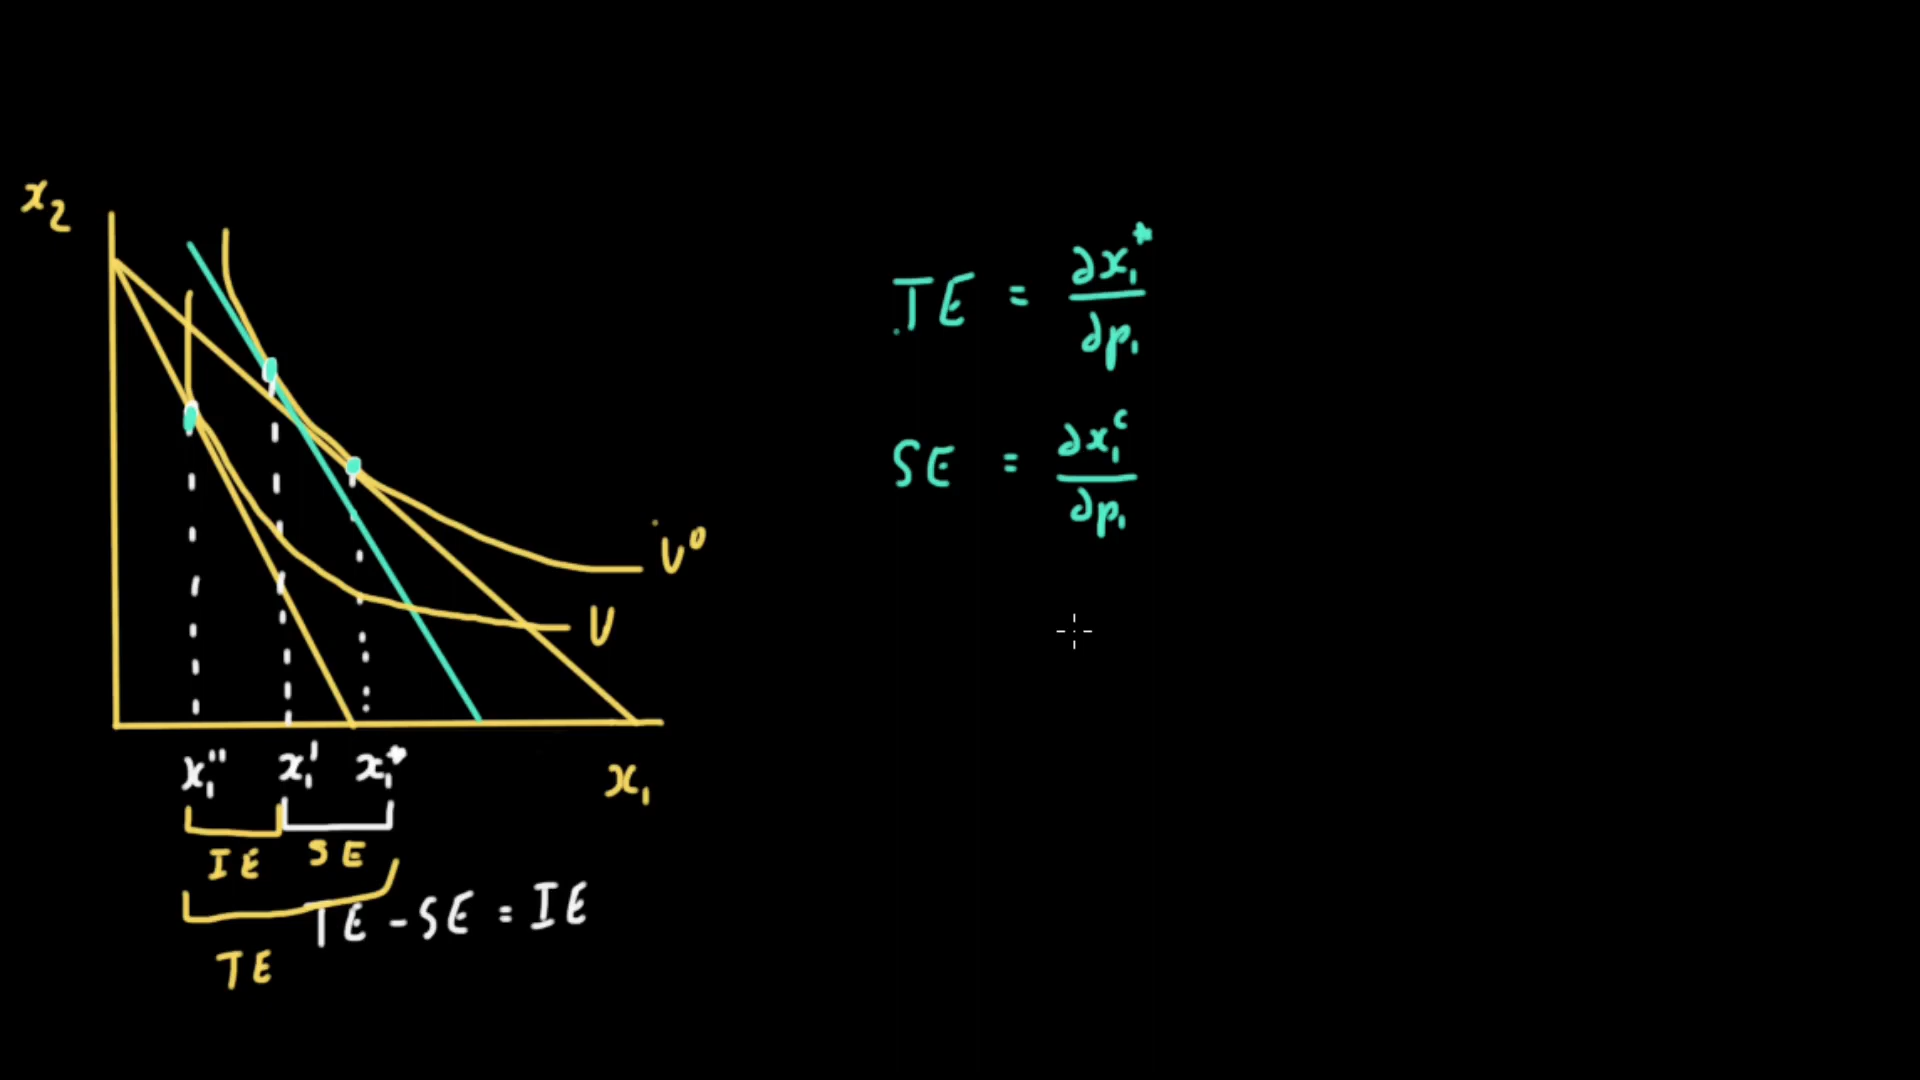 x₂
TE = ∂x₁* / ∂p₁
SE = ∂x₁ᶜ / ∂p₁
U⁰
U
x₁'' x₁' x₁* x₁
IE SE
TE - SE = IE
TE